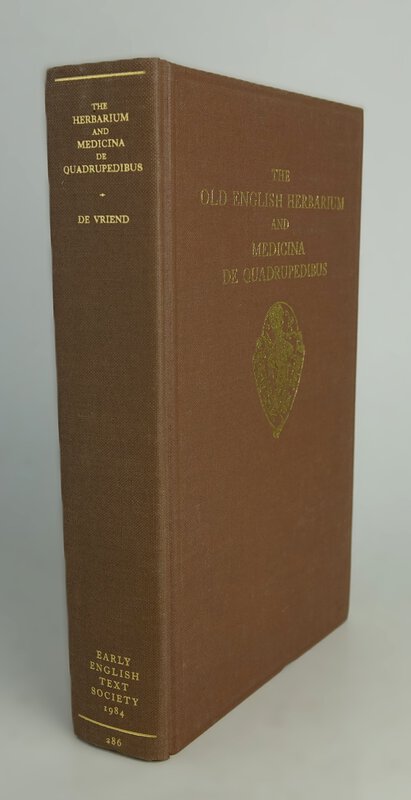 THE
HERBARIUM
AND
MEDICINA
DE
QUADRUPEDIBUS
DE VRIEND
EARLY
ENGLISH
TEXT
SOCIETY
1984
286
THE
OLD ENGLISH HERBARIUM
AND
MEDICINA
DE QUADRUPEDIBUS